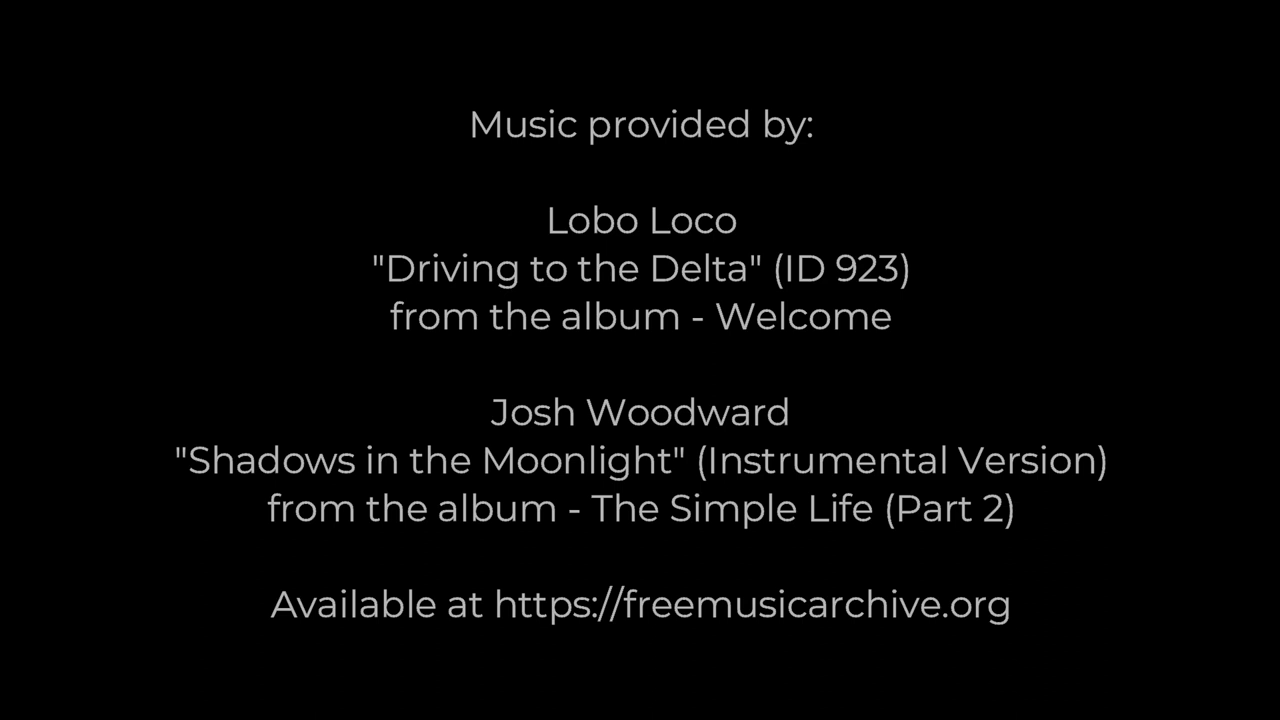 Music provided by:
Lobo Loco
"Driving to the Delta" (ID 923)
from the album - Welcome
Josh Woodward
"Shadows in the Moonlight" (Instrumental Version)
from the album - The Simple Life (Part 2)
Available at https://freemusicarchive.org